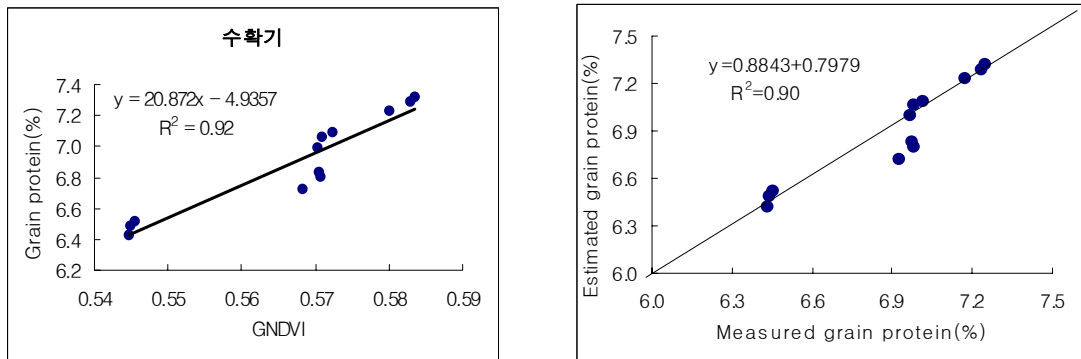 수확기
y = 20.872x - 4.9357
R² = 0.92
Grain protein(%)
7.4
7.2
7.0
6.8
6.6
6.4
6.2
0.54 0.55 0.56 0.57 0.58 0.59
GNDVI
y=0.8843+0.7979
R²=0.90
Estimated grain protein(%)
7.5
7.2
6.9
6.6
6.3
6.0
6.0 6.3 6.6 6.9 7.2 7.5
Measured grain protein(%)